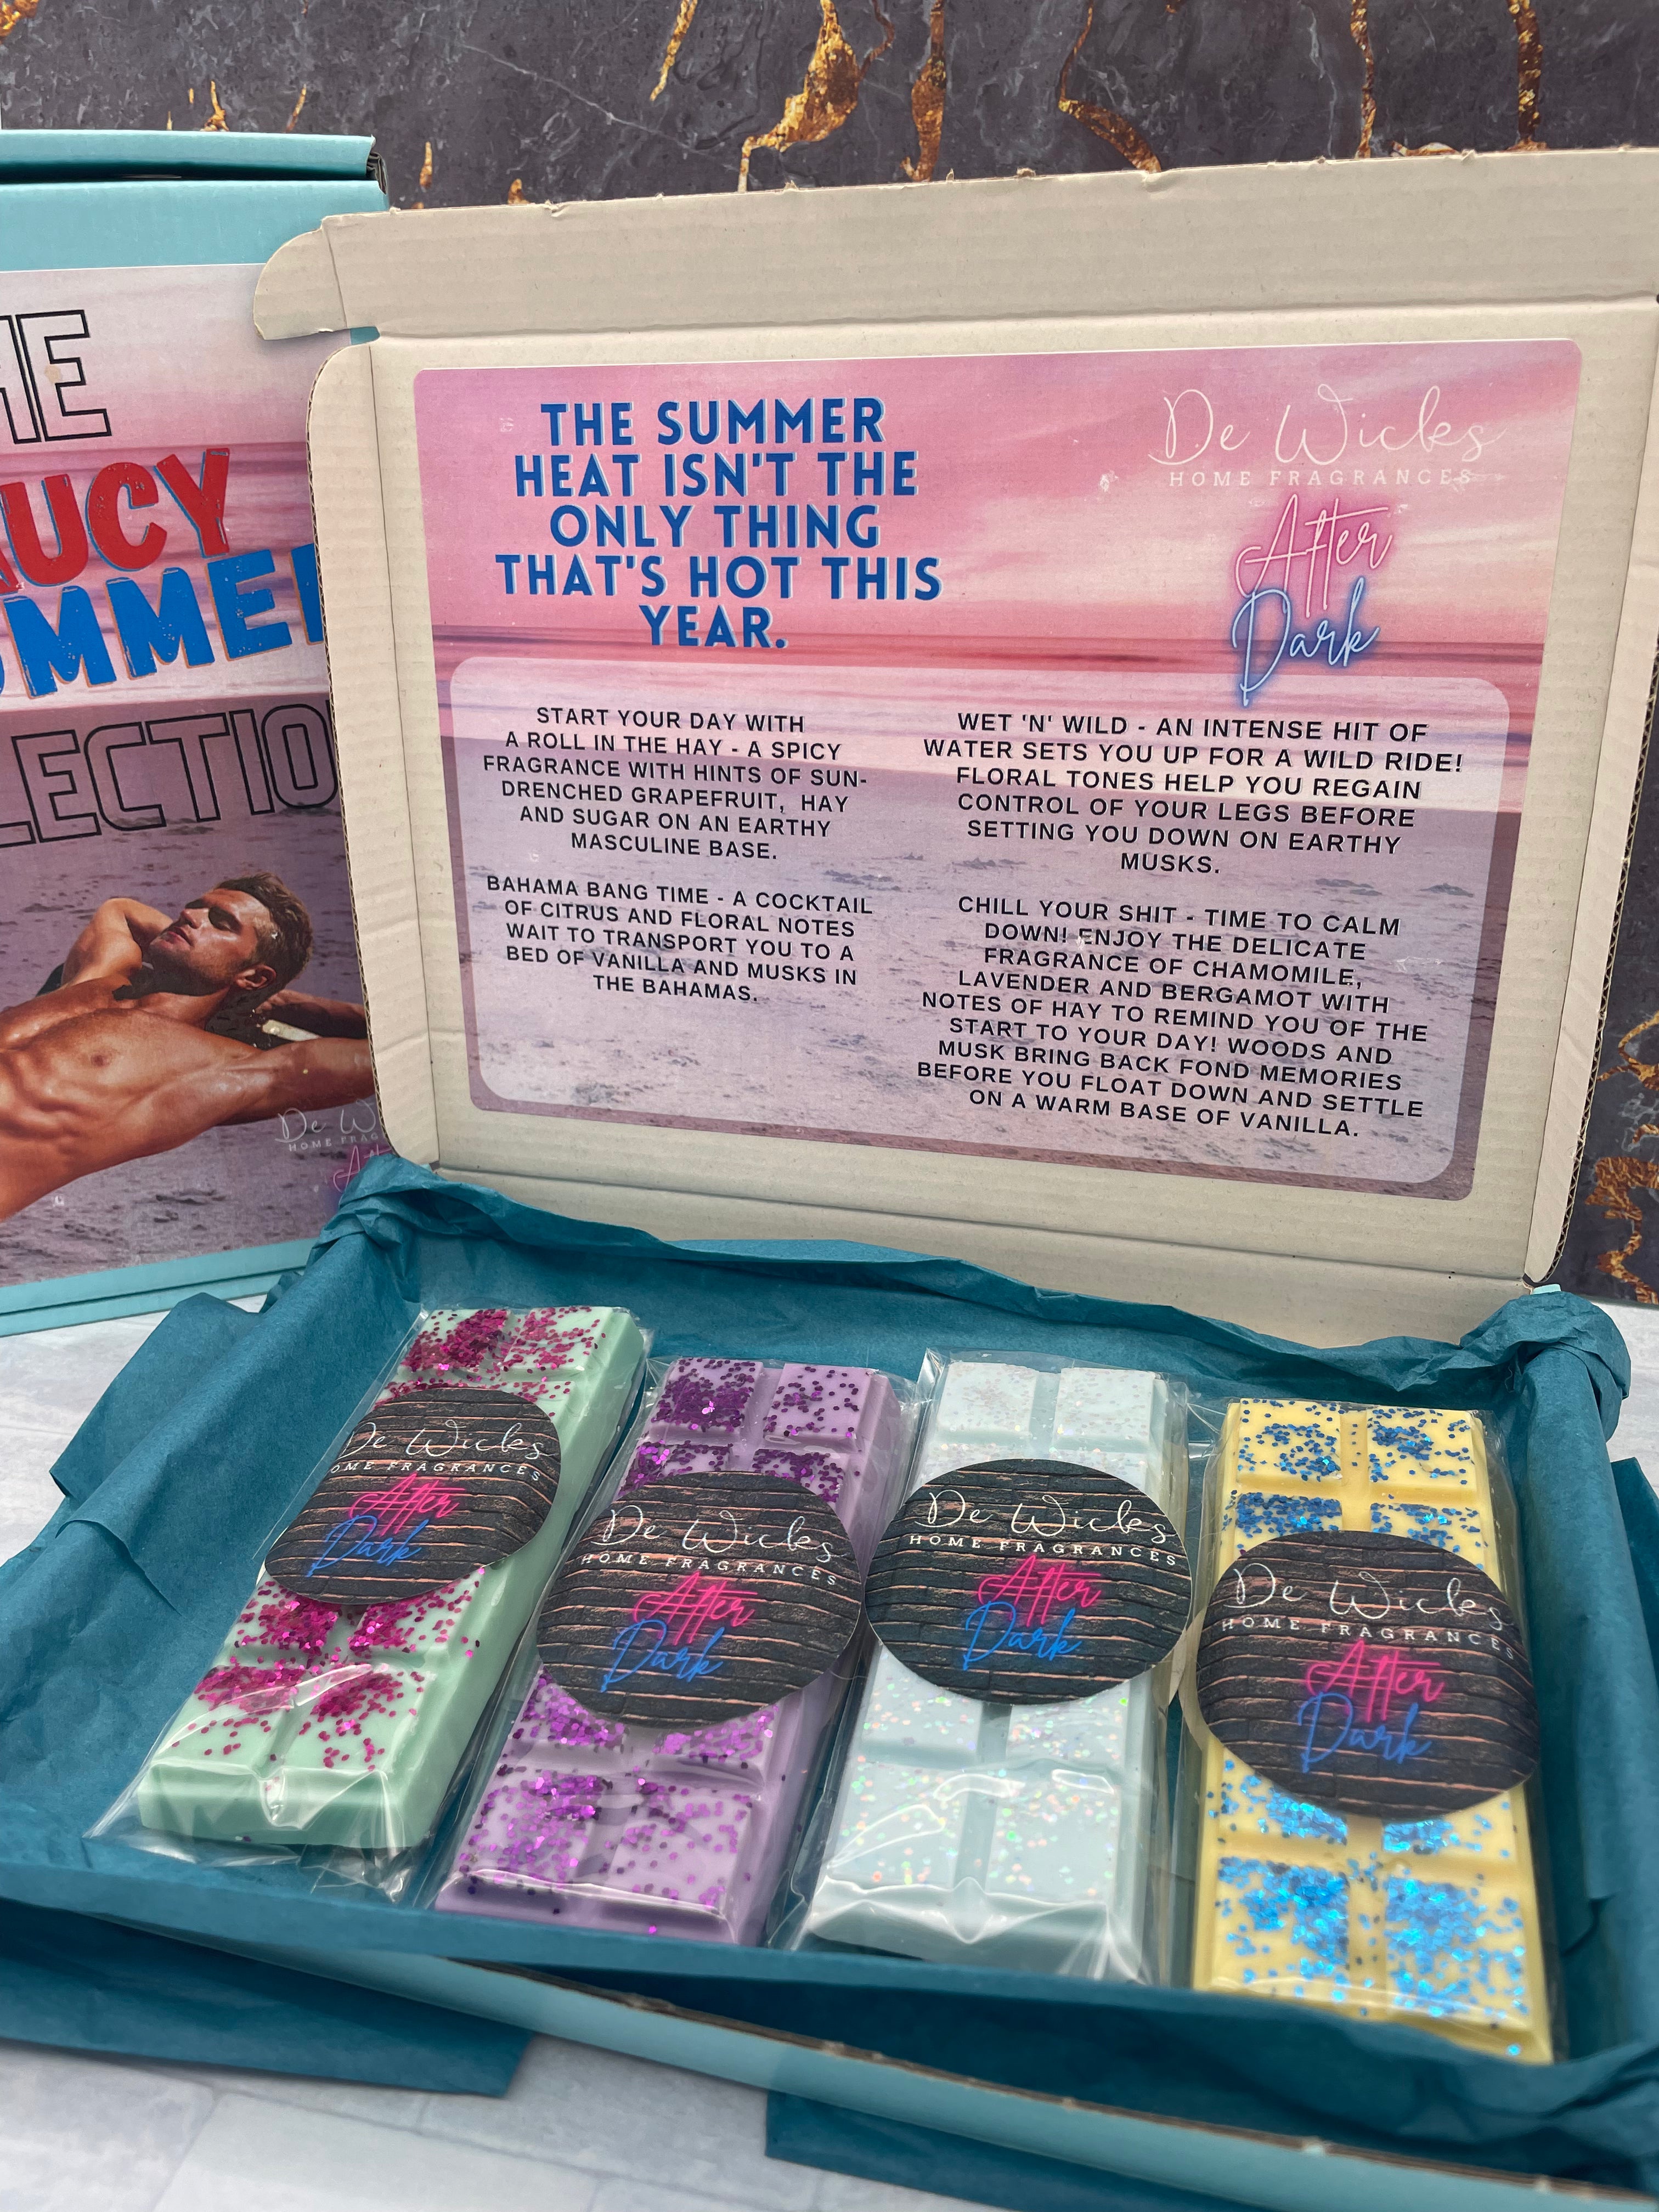 THE SUMMER
HEAT ISN'T THE
ONLY THING
THAT'S HOT THIS
YEAR.
De Wicks
HOME FRAGRANCES
After
Dark
START YOUR DAY WITH
A ROLL IN THE HAY - A SPICY
FRAGRANCE WITH HINTS OF SUN-
DRENCHED GRAPEFRUIT, HAY
AND SUGAR ON AN EARTHY
MASCULINE BASE.
BAHAMA BANG TIME - A COCKTAIL
OF CITRUS AND FLORAL NOTES
WAIT TO TRANSPORT YOU TO A
BED OF VANILLA AND MUSKS IN
THE BAHAMAS.
WET 'N' WILD - AN INTENSE HIT OF
WATER SETS YOU UP FOR A WILD RIDE!
FLORAL TONES HELP YOU REGAIN
CONTROL OF YOUR LEGS BEFORE
SETTING YOU DOWN ON EARTHY
MUSKS.
CHILL YOUR SHIT - TIME TO CALM
DOWN! ENJOY THE DELICATE
FRAGRANCE OF CHAMOMILE,
LAVENDER AND BERGAMOT WITH
NOTES OF HAY TO REMIND YOU OF THE
START TO YOUR DAY! WOODS AND
MUSK BRING BACK FOND MEMORIES
BEFORE YOU FLOAT DOWN AND SETTLE
ON A WARM BASE OF VANILLA.
De Wicks
OME FRAGRANCES
After
Dark
De Wicks
HOME FRAGRANCES
After
Dark
De Wicks
HOME FRAGRANCES
After
Dark
De Wicks
HOME FRAGRANCES
After
Dark